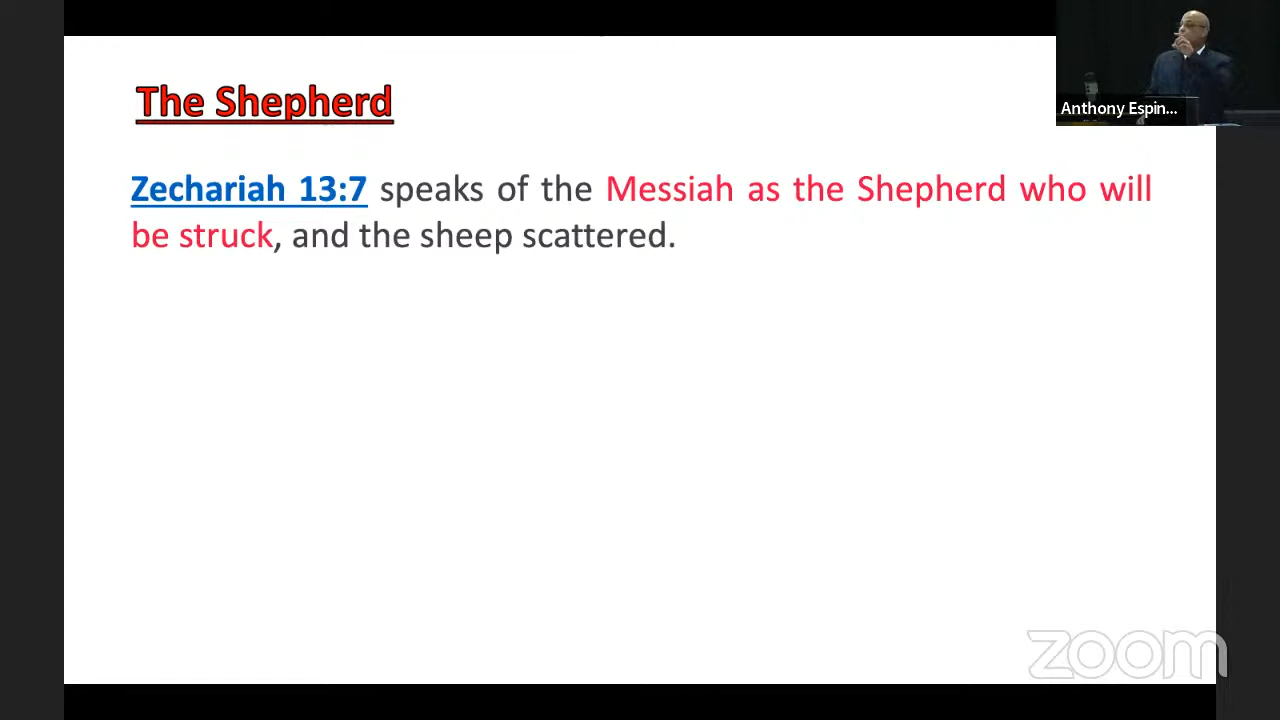 The Shepherd
Zechariah 13:7 speaks of the Messiah as the Shepherd who will
be struck, and the sheep scattered.
Anthony Espin...
zoom